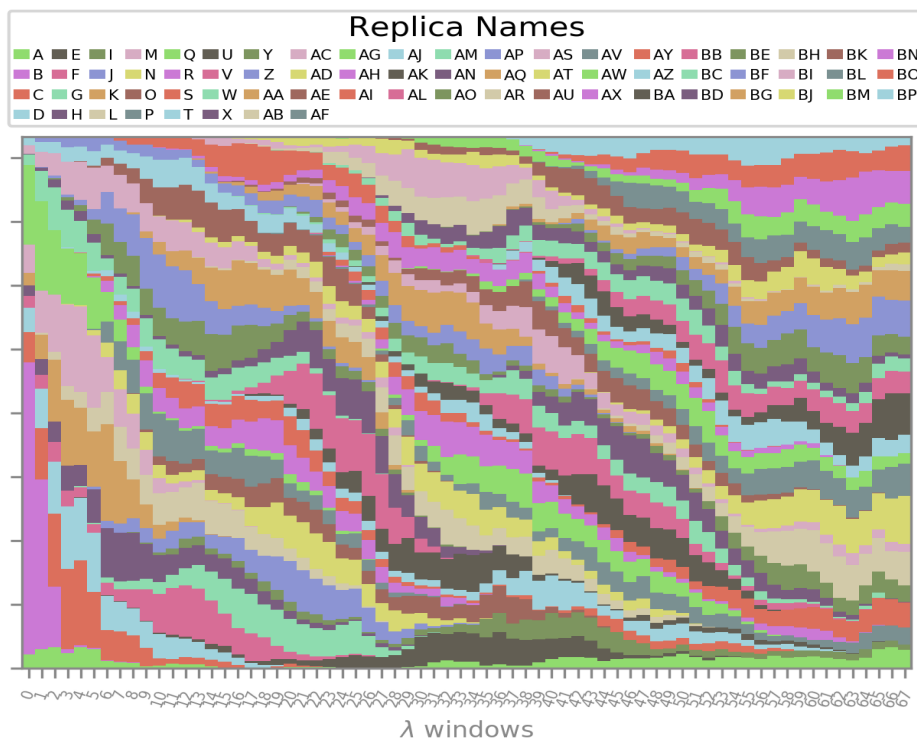 Replica Names
A E I M Q U Y AC AG AJ AM AP AS AV AY BB BE BH BK BN
B F J N R V Z AD AH AK AN AQ AT AW AZ BC BF BI BL BO
C G K O S W AA AE AI AL AO AR AU AX BA BD BG BJ BM BP
D H L P T X AB AF
0 1 2 3 4 5 6 7 8 9 10 11 12 13 14 15 16 17 18 19 20 21 22 23 24 25 26 27 28 29 30 31 32 33 34 35 36 37 38 39 40 41 42 43 44 45 46 47 48 49 50 51 52 53 54 55 56 57 58 59 60 61 62 63 64 65 66 67
λ windows